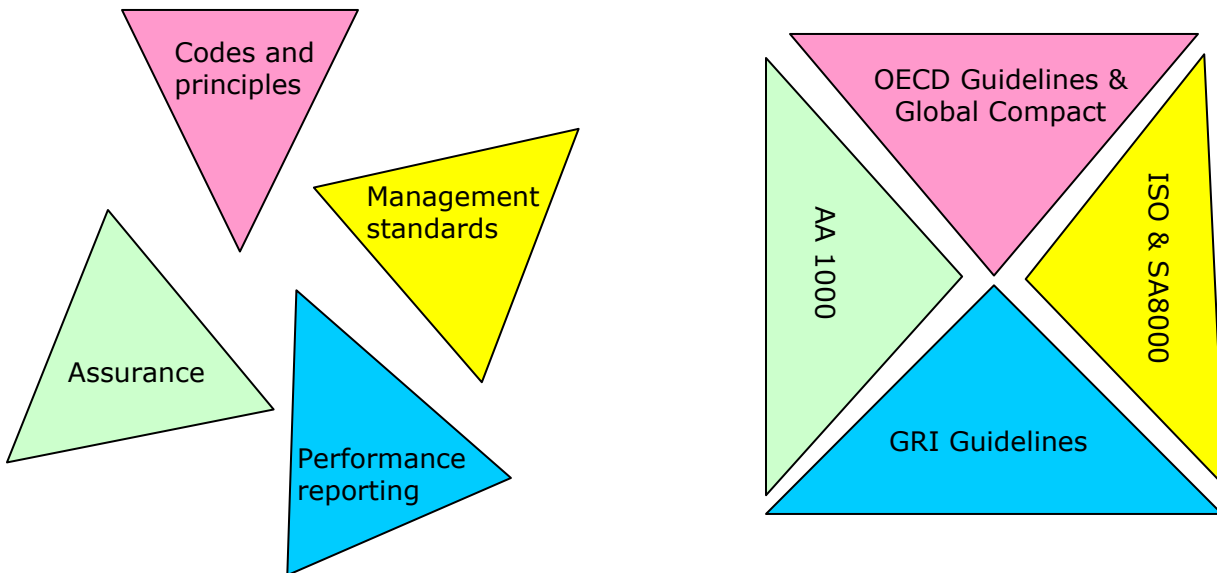 Codes and
principles
Management
standards
Assurance
Performance
reporting
OECD Guidelines &
Global Compact
AA 1000
ISO & SA8000
GRI Guidelines